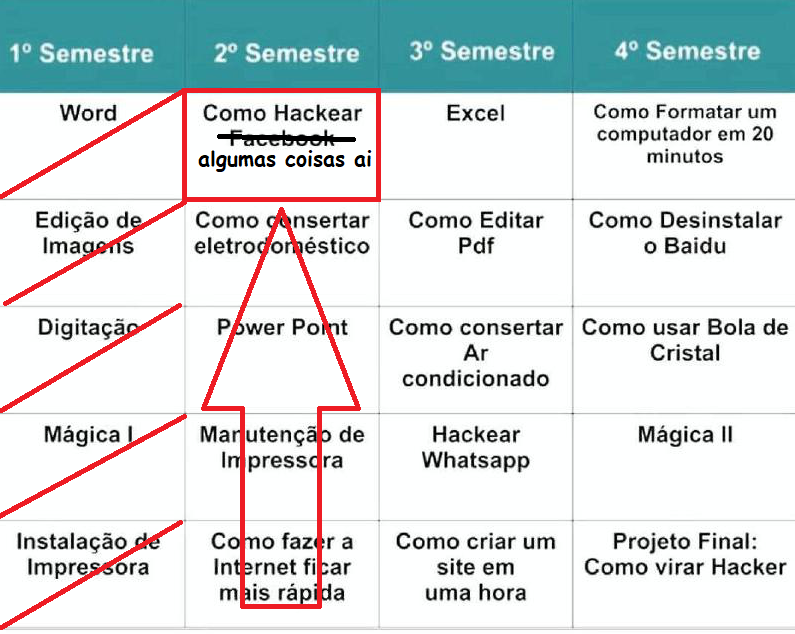 1º Semestre
2º Semestre
3º Semestre
4º Semestre
Word
Como Hackear
Facebook
algumas coisas ai
Excel
Como Formatar um
computador em 20
minutos
Edição de
Imagens
Como consertar
eletrodoméstico
Como Editar
Pdf
Como Desinstalar
o Baidu
Digitação
Power Point
Como consertar
Ar
condicionado
Como usar Bola de
Cristal
Mágica I
Manutenção de
Impressora
Hackear
Whatsapp
Mágica II
Instalação de
Impressora
Como fazer a
Internet ficar
mais rápida
Como criar um
site em
uma hora
Projeto Final:
Como virar Hacker